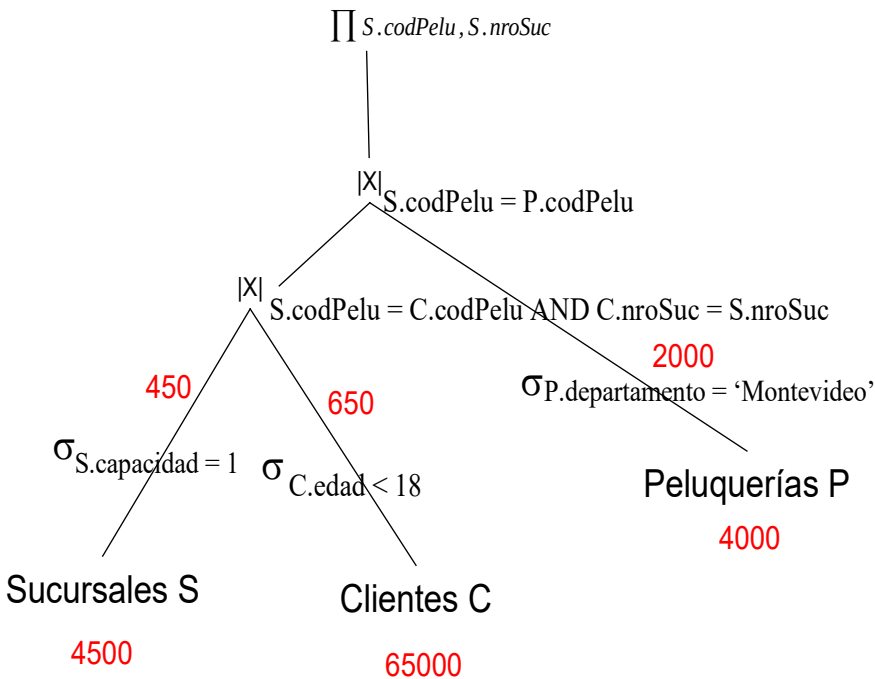 ∏ S.codPelu, S.nroSuc
|X| S.codPelu = P.codPelu
|X| S.codPelu = C.codPelu AND C.nroSuc = S.nroSuc
2000
σ P.departamento = ‘Montevideo’
450
650
σ S.capacidad = 1
σ C.edad < 18
Peluquerías P
4000
Sucursales S
Clientes C
4500
65000